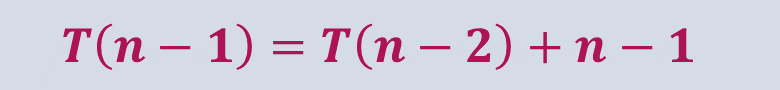 T(n − 1) = T(n − 2) + n − 1